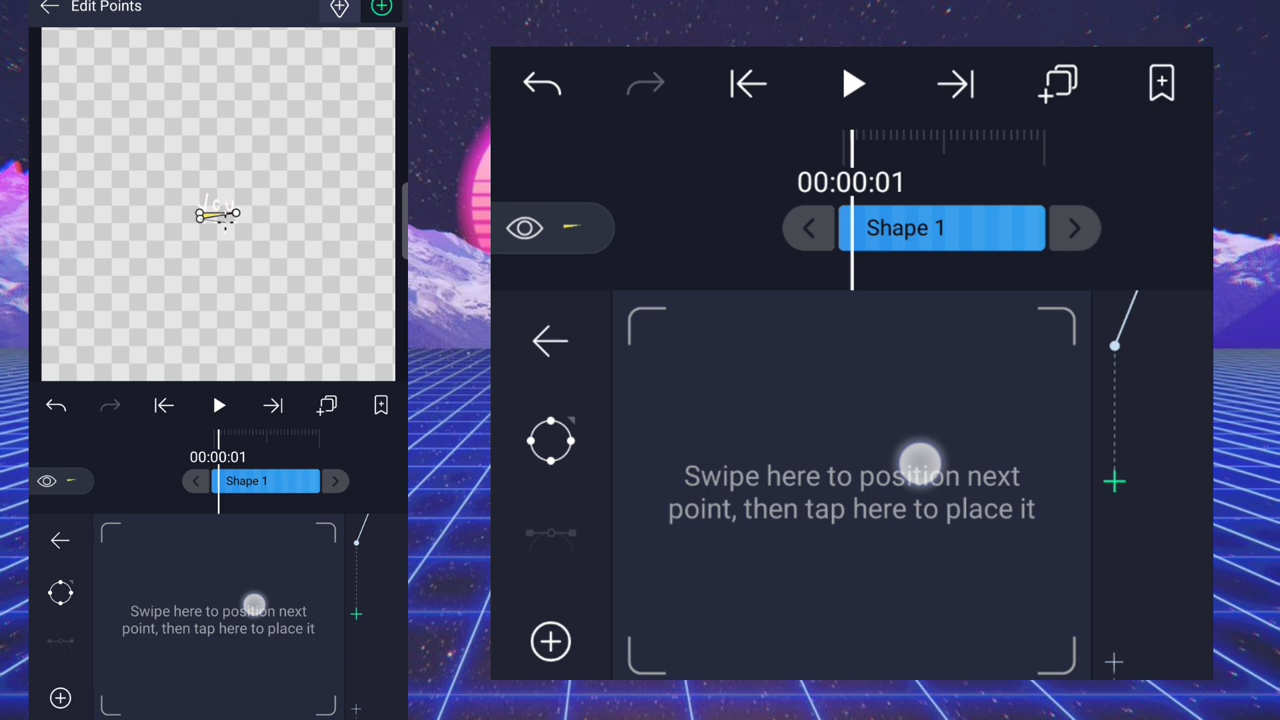 Edit Points
00:00:01
Shape 1
Swipe here to position next
point, then tap here to place it
00:00:01
Shape 1
Swipe here to position next
point, then tap here to place it